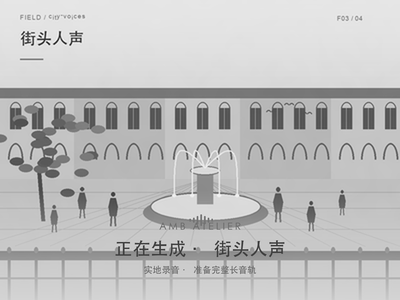 FIELD / city-voices
F03 / 04
街头人声
AMB ATELIER
正在生成 · 街头人声
实地录音 · 准备完整长音轨